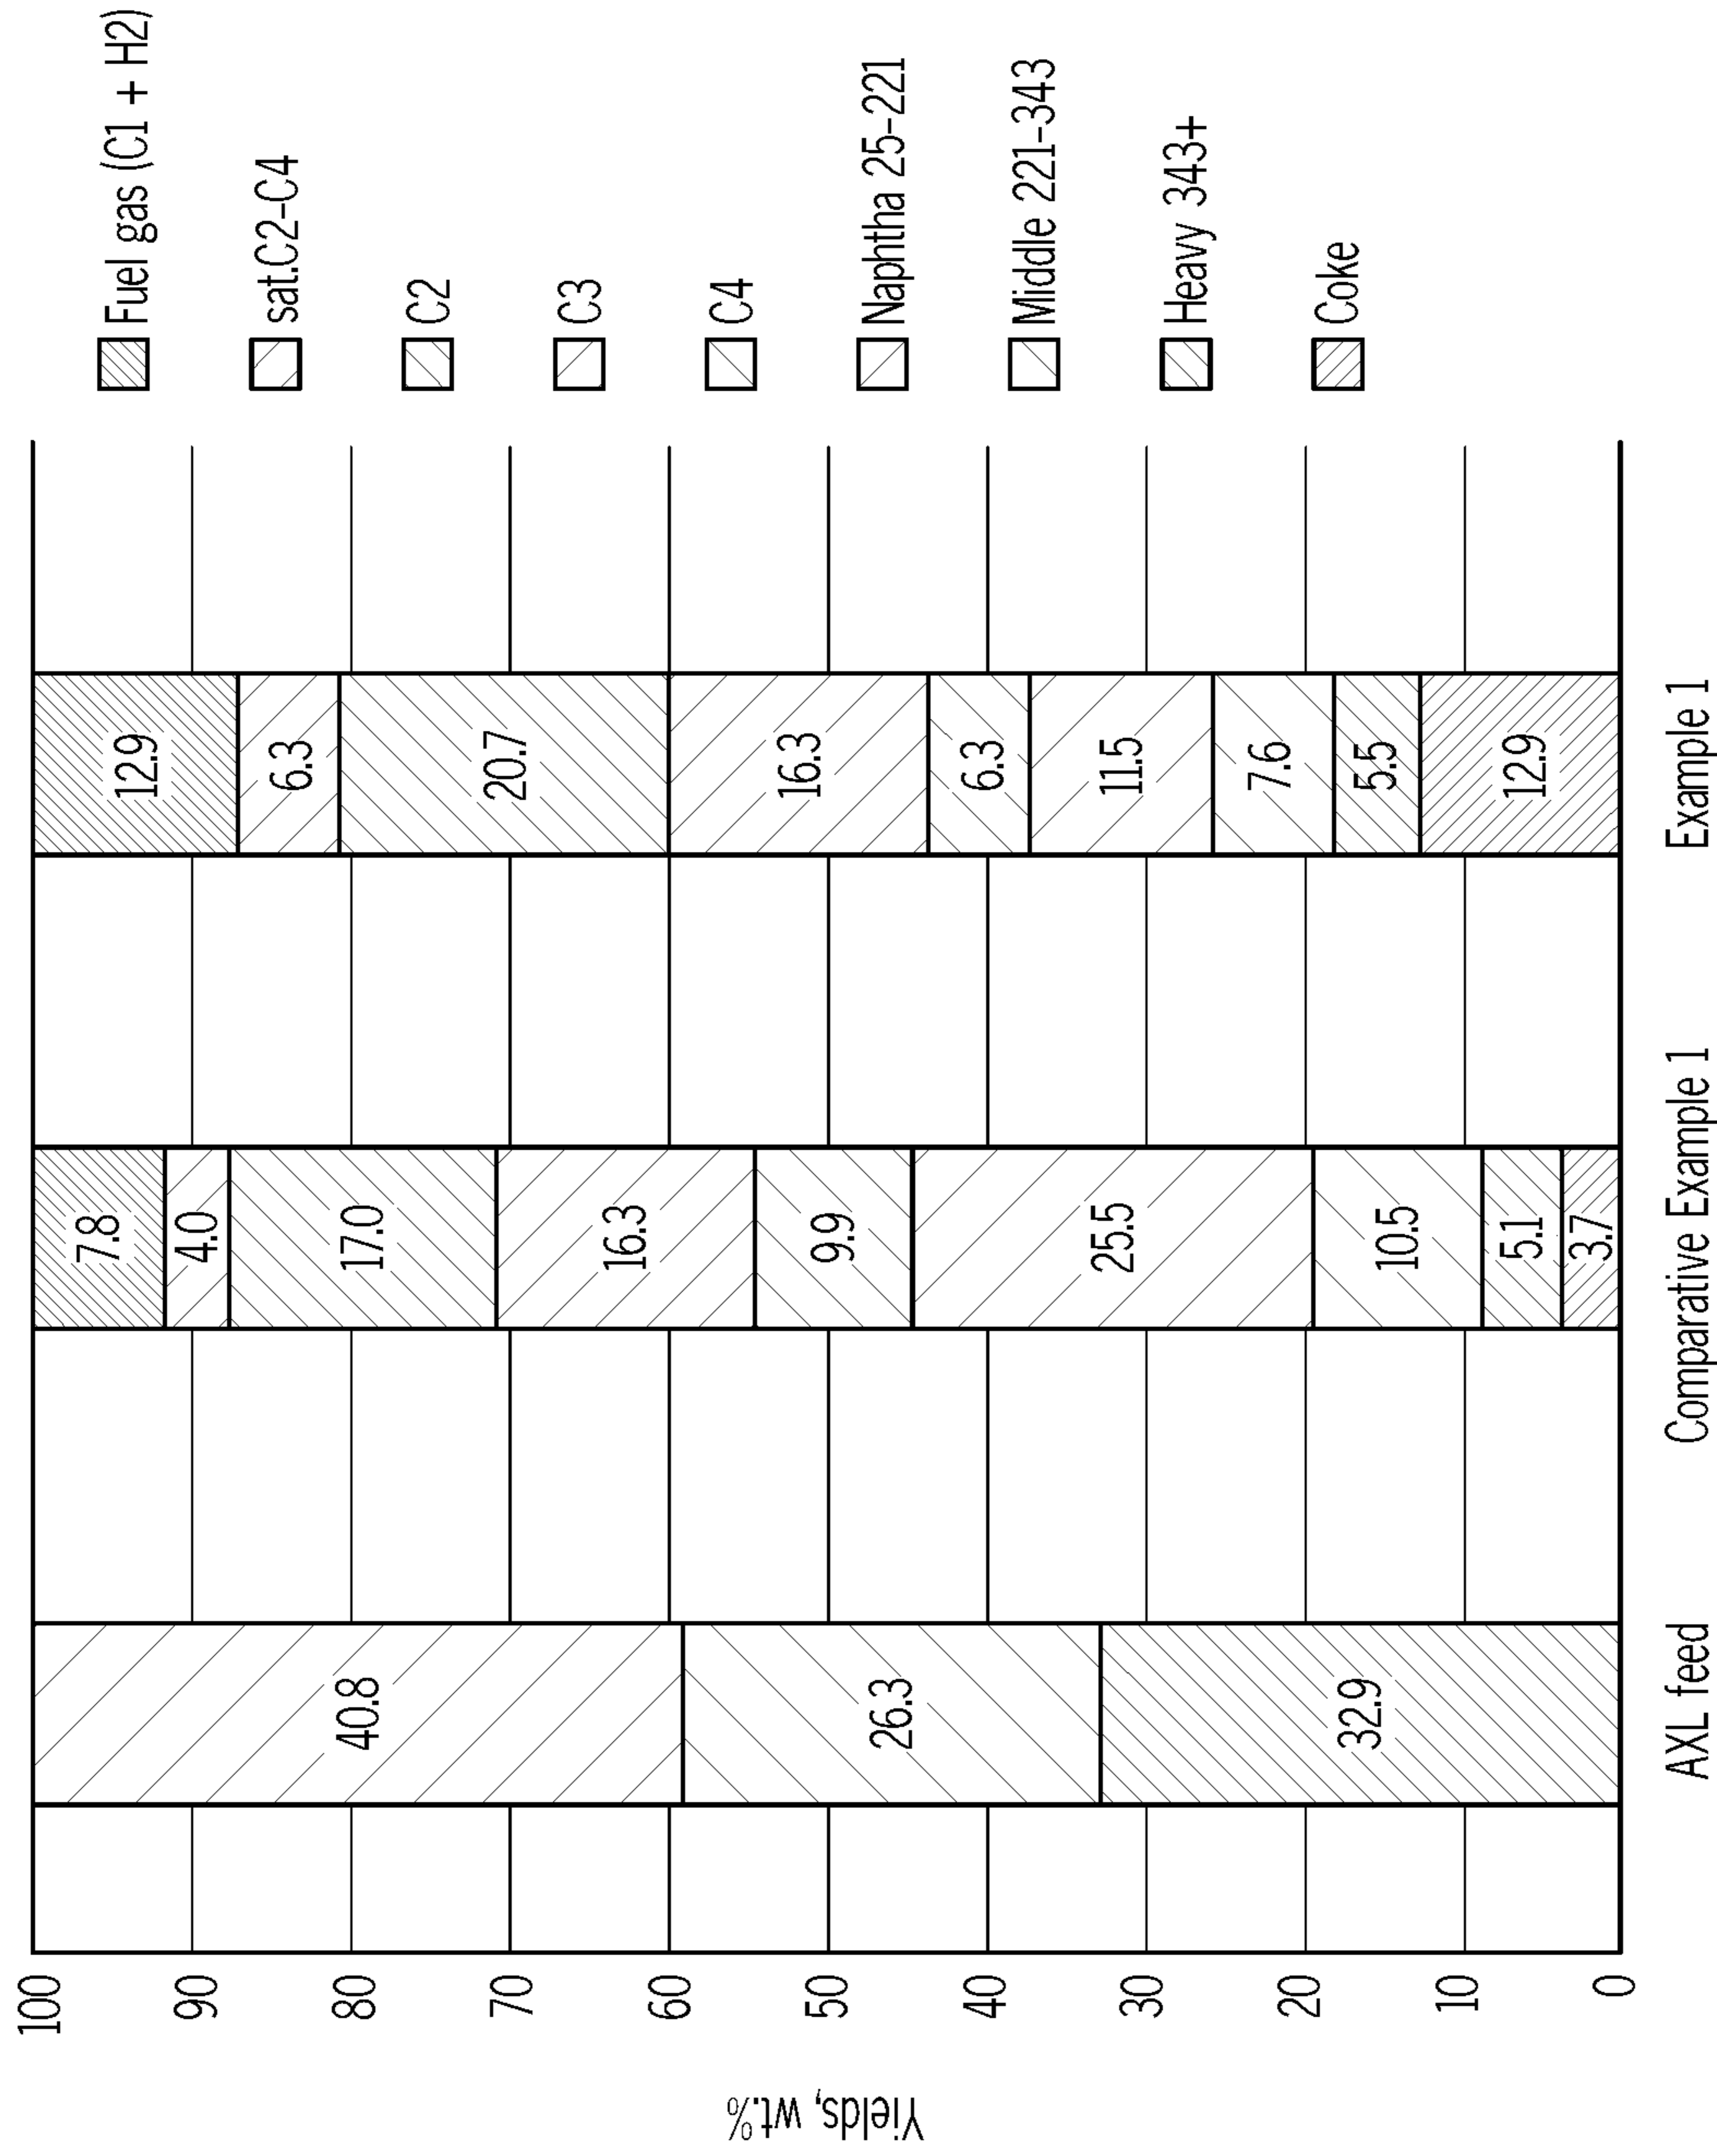 Yields, wt.%
100
90
80
70
60
50
40
30
20
10
0
40.8
26.3
32.9
7.8
4.0
17.0
16.3
9.9
25.5
10.5
5.1
3.7
12.9
6.3
20.7
16.3
6.3
11.5
7.6
5.5
12.9
AXL feed
Comparative Example 1
Example 1
Fuel gas (C1 + H2)
sat.C2-C4
C2
C3
C4
Naphtha 25-221
Middle 221-343
Heavy 343+
Coke